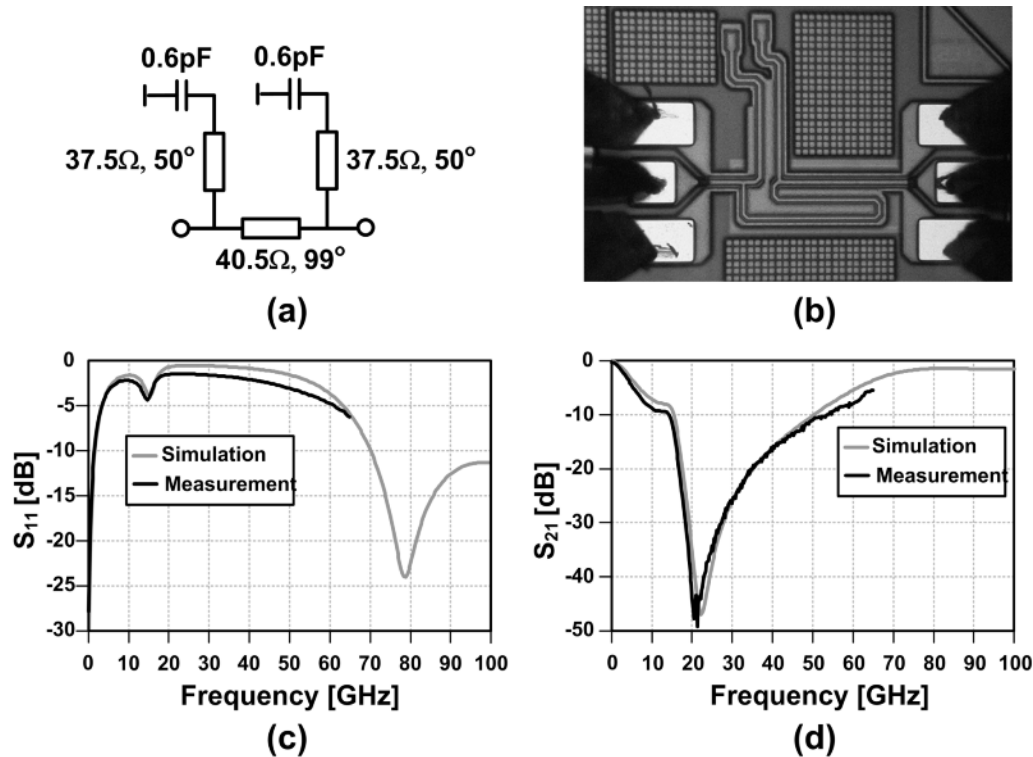 0.6pF 0.6pF
37.5Ω, 50° 37.5Ω, 50°
40.5Ω, 99°
(a)
(b)
0
-5
-10
-15
-20
-25
-30
S11 [dB]
Simulation
Measurement
0 10 20 30 40 50 60 70 80 90 100
Frequency [GHz]
(c)
0
-10
-20
-30
-40
-50
S21 [dB]
Simulation
Measurement
0 10 20 30 40 50 60 70 80 90 100
Frequency [GHz]
(d)